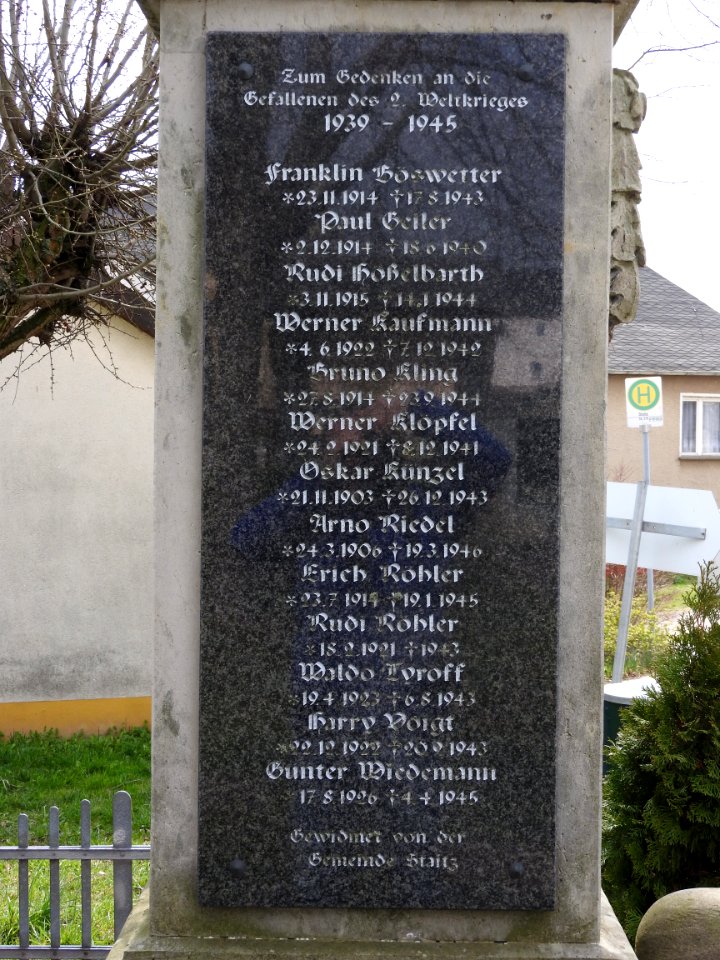 Zum Gedenken an die
Gefallenen des 2. Weltkrieges
1939 - 1945
Franklin Böswetter
*23.11.1914 ✝17.8.1943
Paul Geiler
*2.12.1914 ✝18.6.1940
Rudi Hoßelbarth
*3.11.1915 ✝14.1.1944
Werner Kaufmann
*4.6.1922 ✝7.12.1942
Bruno Kling
*27.8.1914 ✝23.9.1944
Werner Klöpfel
*24.2.1921 ✝8.12.1941
Oskar Künzel
*21.11.1903 ✝26.12.1943
Arno Riedel
*24.3.1906 ✝19.3.1946
Erich Röhler
*23.7.1914 ✝19.1.1945
Rudi Röhler
*18.2.1921 ✝1943
Waldo Tyroff
*19.4.1923 ✝6.8.1943
Harry Voigt
*22.12.1922 ✝20.9.1943
Günter Wiedemann
*17.8.1926 ✝4.4.1945
Gewidmet von der
Gemeinde Staitz
H